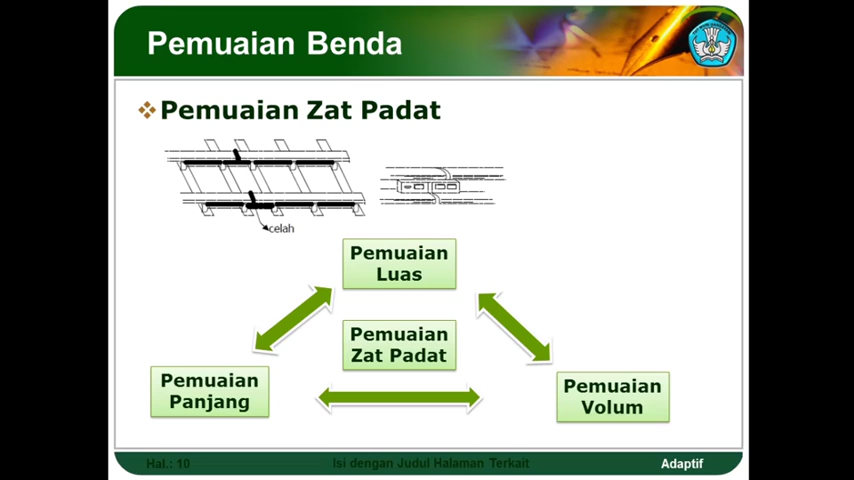 Pemuaian Benda
Pemuaian Zat Padat
celah
Pemuaian
Luas
Pemuaian
Zat Padat
Pemuaian
Panjang
Pemuaian
Volum
Hal.: 10
Isi dengan Judul Halaman Terkait
Adaptif